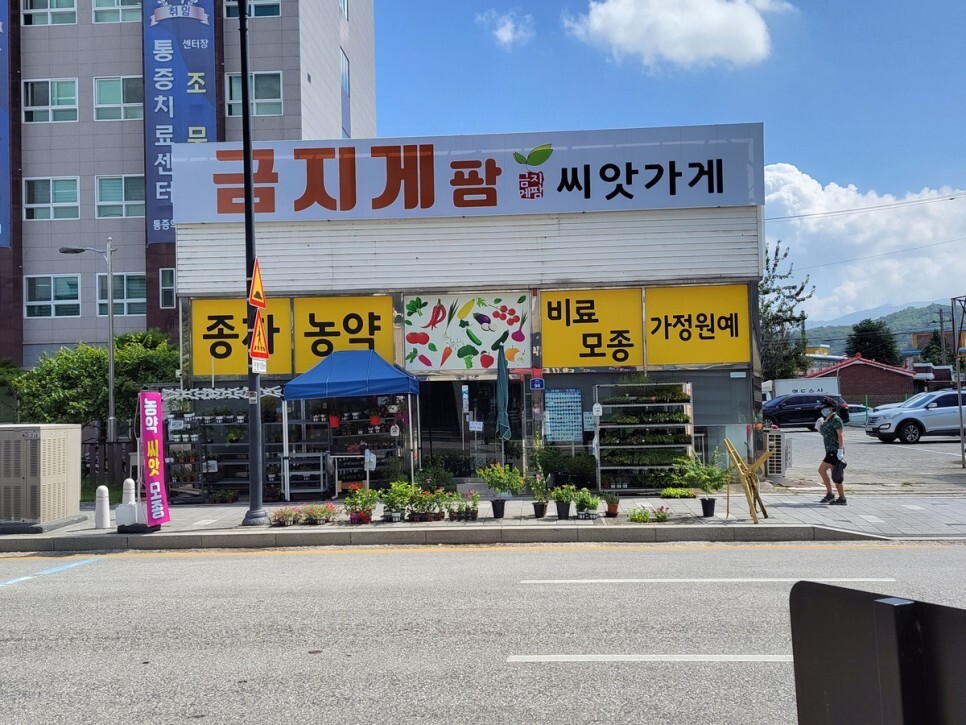 취임
통증치료센터
센터장
조
금지게팜
금지게팜
씨앗가게
종자
농약
비료
모종
가정원예
농약 씨앗 모종